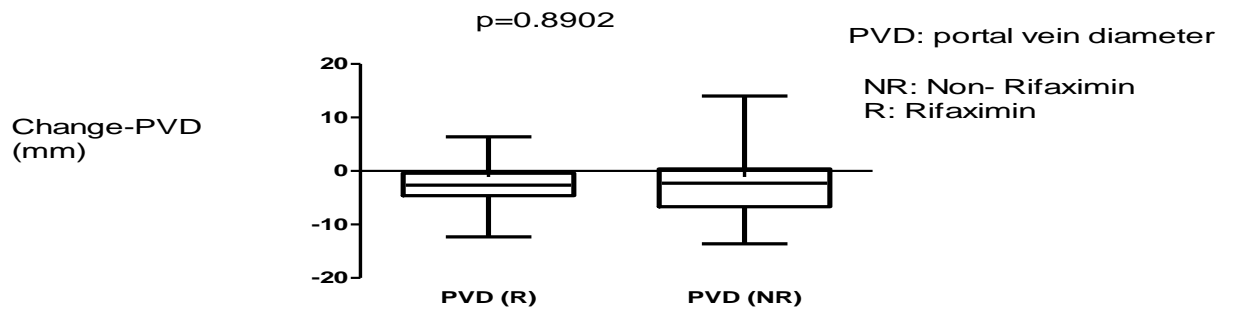 p=0.8902
PVD: portal vein diameter
NR: Non- Rifaximin
R: Rifaximin
Change-PVD
(mm)
20
10
0
-10
-20
PVD (R)
PVD (NR)